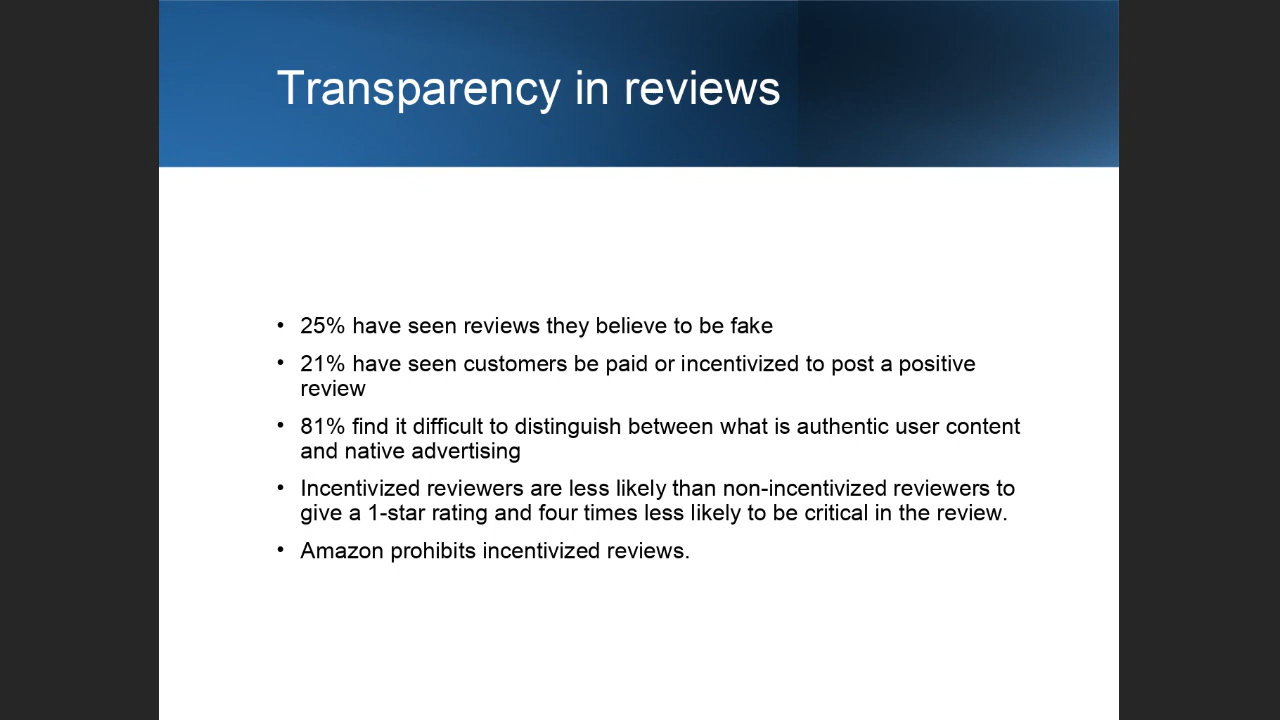 Transparency in reviews
• 25% have seen reviews they believe to be fake
• 21% have seen customers be paid or incentivized to post a positive
review
• 81% find it difficult to distinguish between what is authentic user content
and native advertising
• Incentivized reviewers are less likely than non-incentivized reviewers to
give a 1-star rating and four times less likely to be critical in the review.
• Amazon prohibits incentivized reviews.